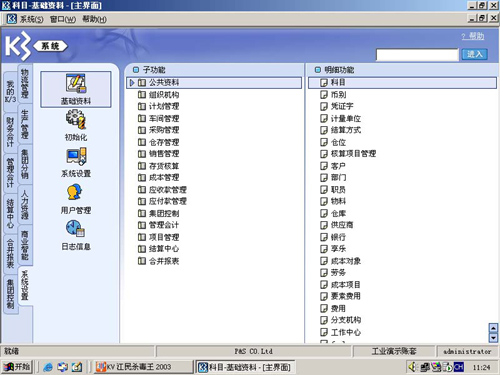 科目-基础资料 - [主界面]
系统(S) 窗口(W) 帮助(H)
K3 系统
? 帮助
进入
我的K/3
财务会计
管理会计
结算中心
合并报表
集团控制
物流管理
生产管理
集团分销
人力资源
商业智能
系统设置
基础资料
初始化
系统设置
用户管理
日志信息
子功能
公共资料
组织机构
计划管理
车间管理
采购管理
仓存管理
销售管理
存货核算
成本管理
应收款管理
应付款管理
集团控制
管理会计
项目管理
结算中心
合并报表
明细功能
科目
币别
凭证字
计量单位
结算方式
仓位
核算项目管理
客户
部门
职员
物料
仓库
供应商
银行
享乐
成本对象
劳务
成本项目
要素费用
费用
分支机构
工作中心
就绪
P&S CO.Ltd
工业演示账套
administrator
开始
KV江民杀毒王2003
科目-基础资料 - [主界面]
CH
11:24